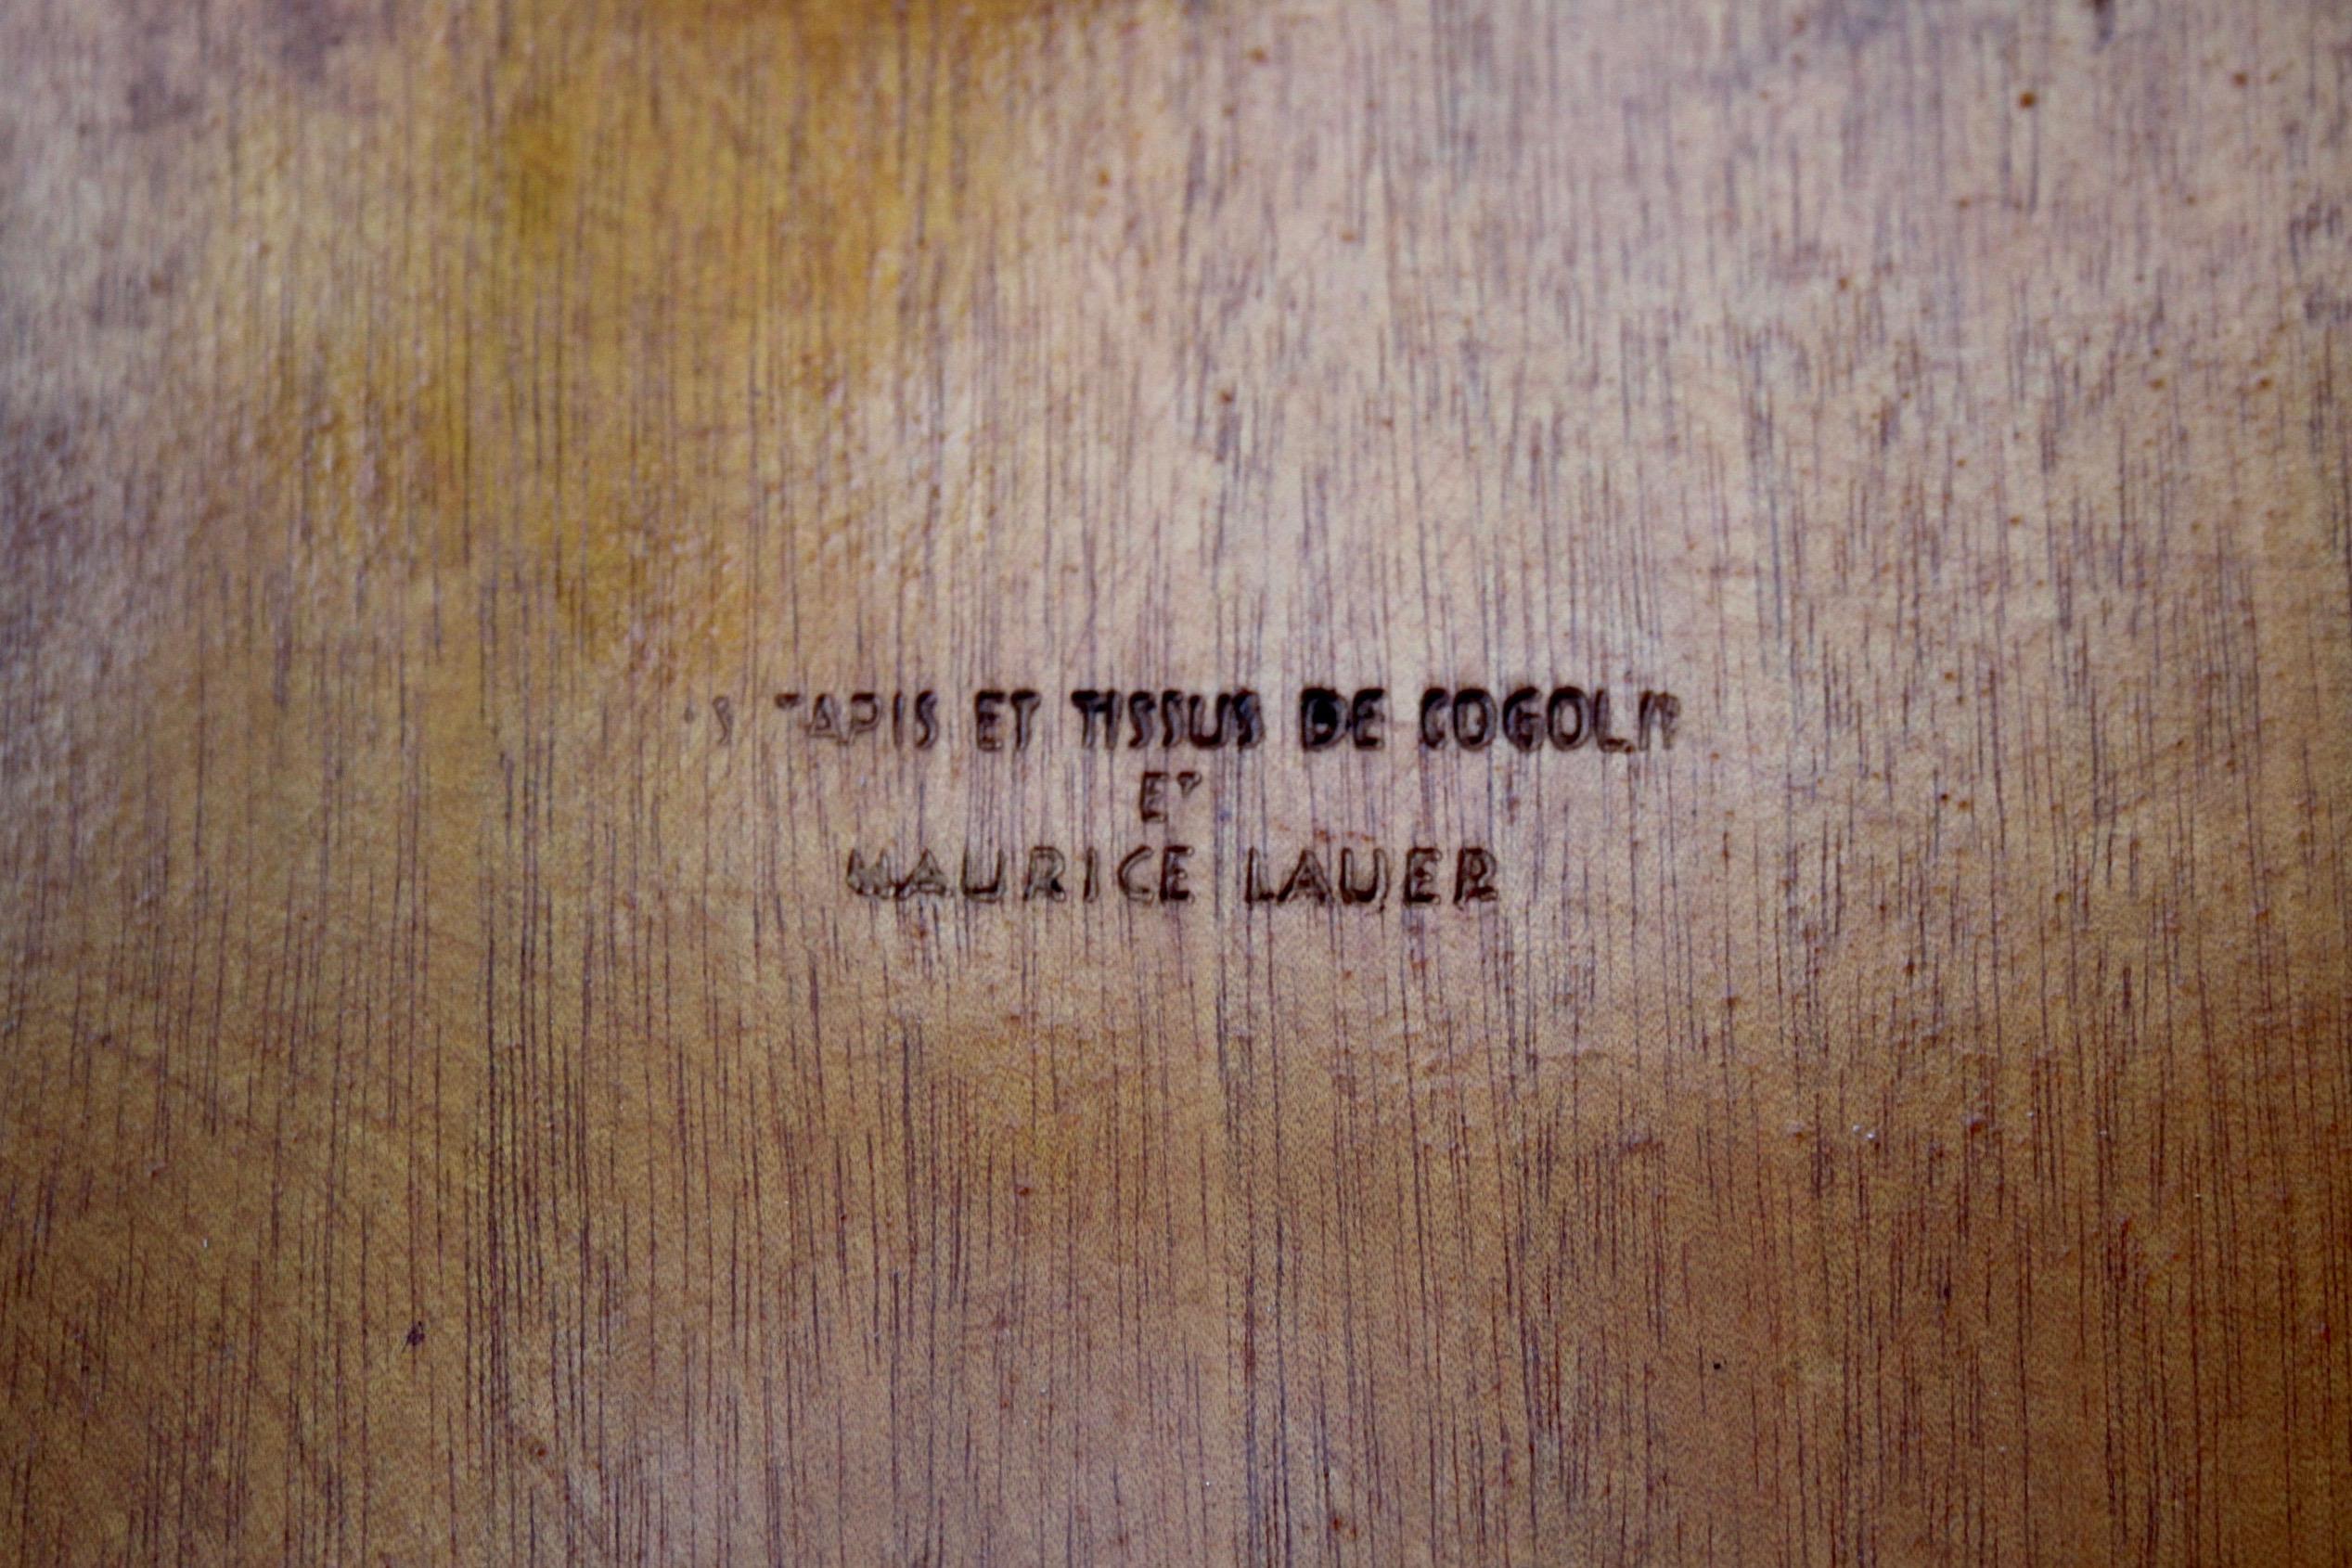 TAPIS ET TISSUS DE COGOLIN
ET
MAURICE LAUER